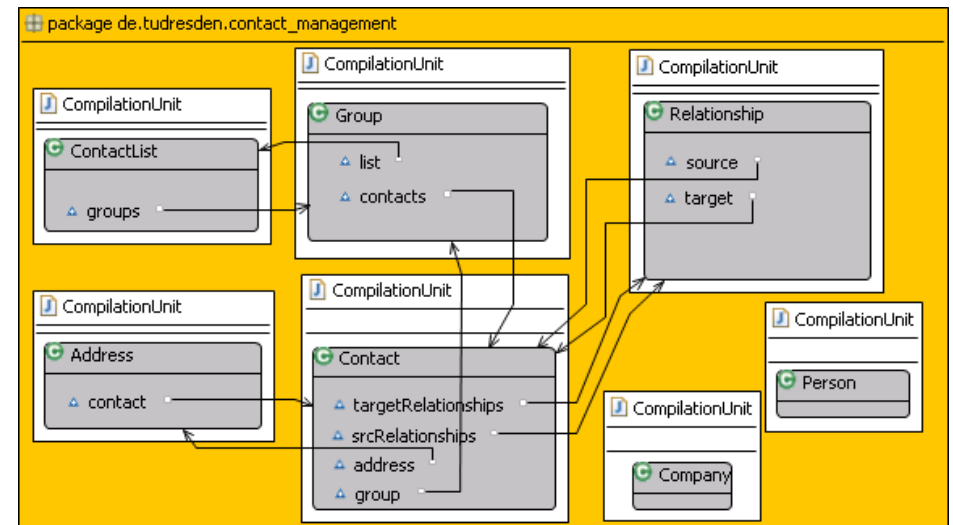 package de.tudresden.contact_management
CompilationUnit
ContactList
groups
CompilationUnit
Group
list
contacts
CompilationUnit
Relationship
source
target
CompilationUnit
Address
contact
CompilationUnit
Contact
targetRelationships
srcRelationships
address
group
CompilationUnit
Company
CompilationUnit
Person